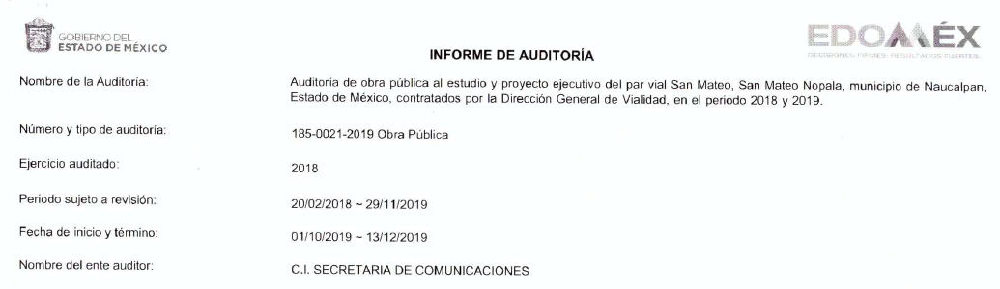 GOBIERNO DEL
ESTADO DE MÉXICO
EDOMÉX
DECISIONES FIRMES, RESULTADOS FUERTES.
INFORME DE AUDITORÍA
Nombre de la Auditoría: Auditoría de obra pública al estudio y proyecto ejecutivo del par vial San Mateo, San Mateo Nopala, municipio de Naucalpan,
Estado de México, contratados por la Dirección General de Vialidad, en el periodo 2018 y 2019.
Número y tipo de auditoría: 185-0021-2019 Obra Pública
Ejercicio auditado: 2018
Periodo sujeto a revisión: 20/02/2018 ~ 29/11/2019
Fecha de inicio y término: 01/10/2019 ~ 13/12/2019
Nombre del ente auditor: C.I. SECRETARIA DE COMUNICACIONES